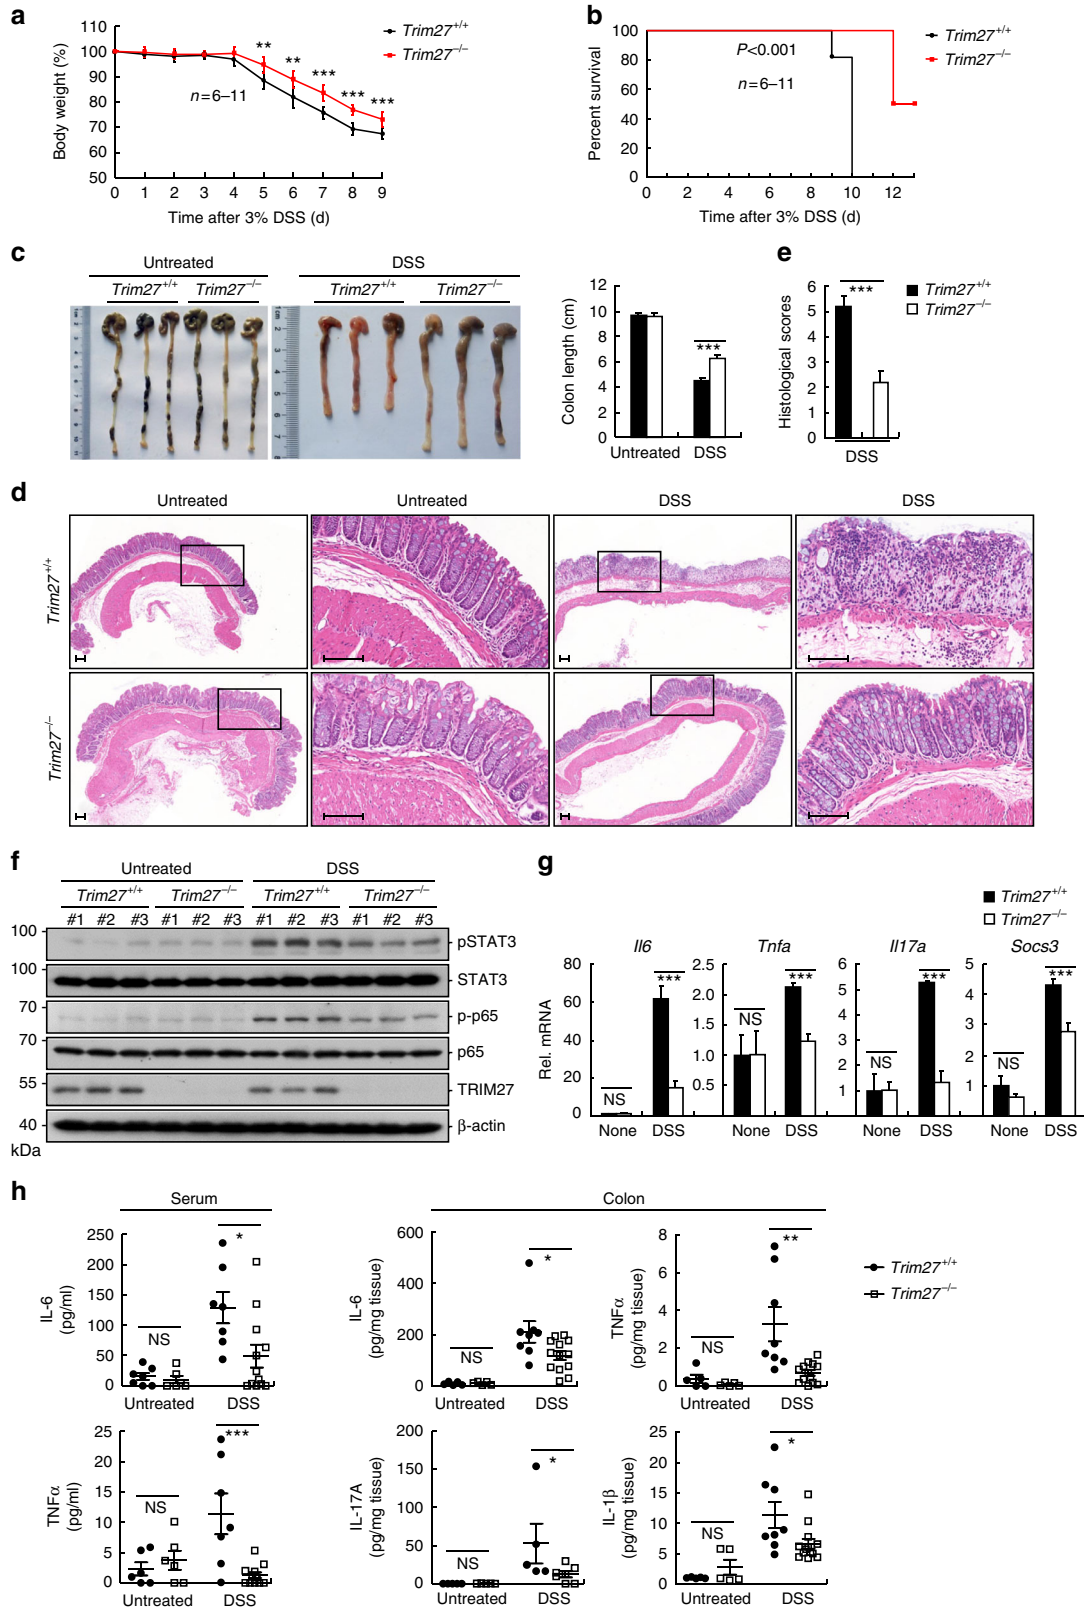 a
110
100
90
80
70
60
50
Body weight (%)
0 1 2 3 4 5 6 7 8 9
Time after 3% DSS (d)
** ** *** *** ***
n=6–11
Trim27+/+
Trim27–/–
b
100
80
60
40
20
0
Percent survival
0 2 4 6 8 10 12
Time after 3% DSS (d)
P<0.001
n=6–11
Trim27+/+
Trim27–/–
c
Untreated
DSS
Trim27+/+ Trim27–/–
Trim27+/+ Trim27–/–
12
10
8
6
4
2
0
Colon length (cm)
***
Untreated DSS
e
6
5
4
3
2
1
0
Histological scores
***
DSS
Trim27+/+
Trim27–/–
d
Untreated Untreated DSS DSS
Trim27+/+
Trim27–/–
f
Untreated DSS
Trim27+/+ Trim27–/– Trim27+/+ Trim27–/–
#1 #2 #3 #1 #2 #3 #1 #2 #3 #1 #2 #3
100 pSTAT3
100 STAT3
70 p-p65
70 p65
55 TRIM27
40 β-actin
kDa
g
Trim27+/+
Trim27–/–
Rel. mRNA
Il6
80
60
40
20
0
NS
***
None DSS
Tnfa
2.5
2.0
1.5
1.0
0.5
NS
***
None DSS
Il17a
6
5
4
3
2
1
NS
***
None DSS
Socs3
5
4
3
2
1
NS
***
None DSS
h
Serum
Colon
250
200
150
100
50
0
IL-6
(pg/ml)
NS
*
Untreated DSS
600
400
200
0
IL-6
(pg/mg tissue)
NS
*
Untreated DSS
8
6
4
2
0
TNFα
(pg/mg tissue)
NS
**
Untreated DSS
Trim27+/+
Trim27–/–
25
20
15
10
5
0
TNFα
(pg/ml)
NS
***
Untreated DSS
200
150
100
50
0
IL-17A
(pg/mg tissue)
NS
*
Untreated DSS
25
20
15
10
5
0
IL-1β
(pg/mg tissue)
NS
*
Untreated DSS